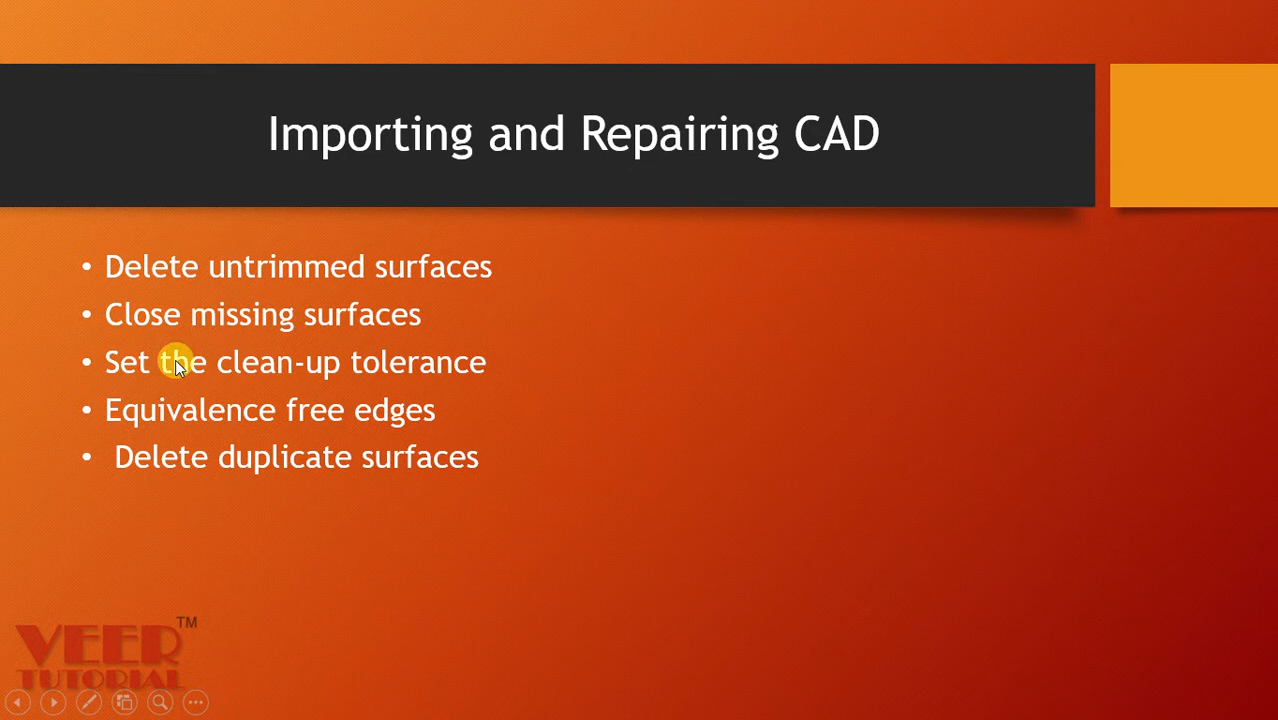 Importing and Repairing CAD
• Delete untrimmed surfaces
• Close missing surfaces
• Set the clean-up tolerance
• Equivalence free edges
• Delete duplicate surfaces
VEER TM
TUTORIAL